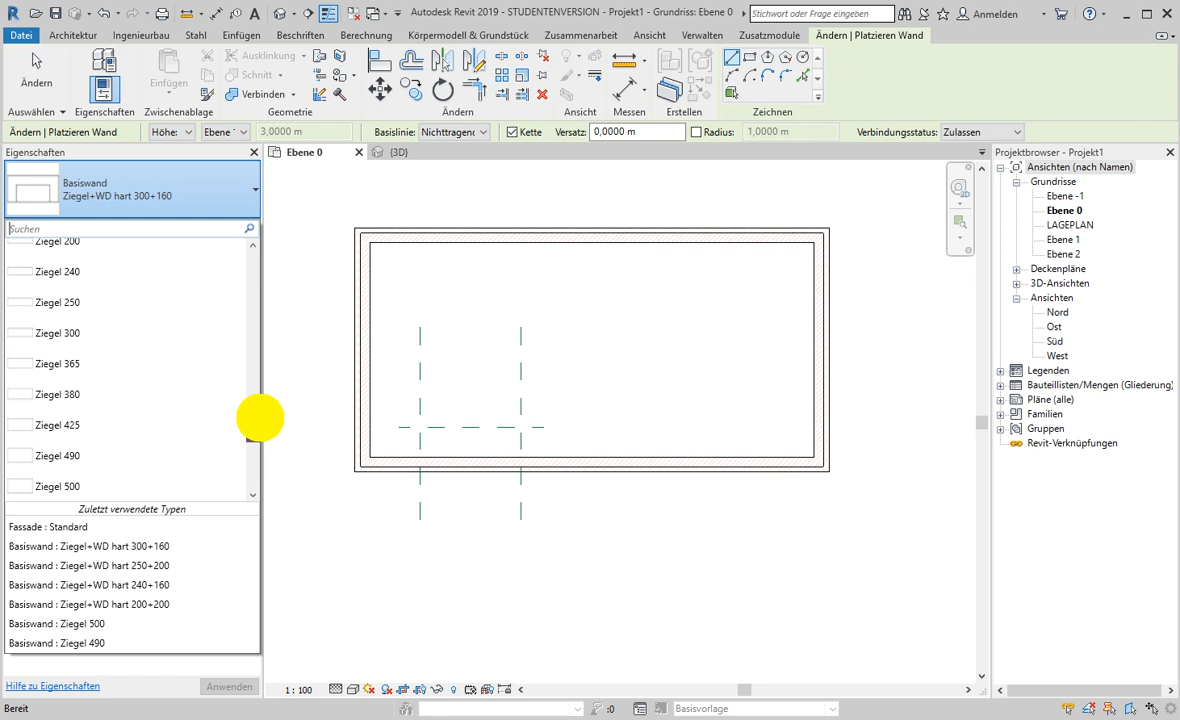 Autodesk Revit 2019 - STUDENTENVERSION - Projekt1 - Grundriss: Ebene 0
Stichwort oder Frage eingeben
Anmelden
Datei
Architektur
Ingenieurbau
Stahl
Einfügen
Beschriften
Berechnung
Körpermodell & Grundstück
Zusammenarbeit
Ansicht
Verwalten
Zusatzmodule
Ändern | Platzieren Wand
Ändern
Einfügen
Ausklinkung
Schnitt
Verbinden
Auswählen
Eigenschaften
Zwischenablage
Geometrie
Ändern
Ansicht
Messen
Erstellen
Zeichnen
Ändern | Platzieren Wand
Höhe:
Ebene
3,0000 m
Basislinie:
Nichttragend
Kette
Versatz:
0,0000 m
Radius:
1,0000 m
Verbindungsstatus:
Zulassen
Eigenschaften
Basiswand
Ziegel+WD hart 300+160
Suchen
Ziegel 200
Ziegel 240
Ziegel 250
Ziegel 300
Ziegel 365
Ziegel 380
Ziegel 425
Ziegel 490
Ziegel 500
Zuletzt verwendete Typen
Fassade : Standard
Basiswand : Ziegel+WD hart 300+160
Basiswand : Ziegel+WD hart 250+200
Basiswand : Ziegel+WD hart 240+160
Basiswand : Ziegel+WD hart 200+200
Basiswand : Ziegel 500
Basiswand : Ziegel 490
Hilfe zu Eigenschaften
Anwenden
Ebene 0
{3D}
Projektbrowser - Projekt1
Ansichten (nach Namen)
Grundrisse
Ebene -1
Ebene 0
LAGEPLAN
Ebene 1
Ebene 2
Deckenpläne
3D-Ansichten
Ansichten
Nord
Ost
Süd
West
Legenden
Bauteillisten/Mengen (Gliederung)
Pläne (alle)
Familien
Gruppen
Revit-Verknüpfungen
1 : 100
Bereit
:0
Basisvorlage